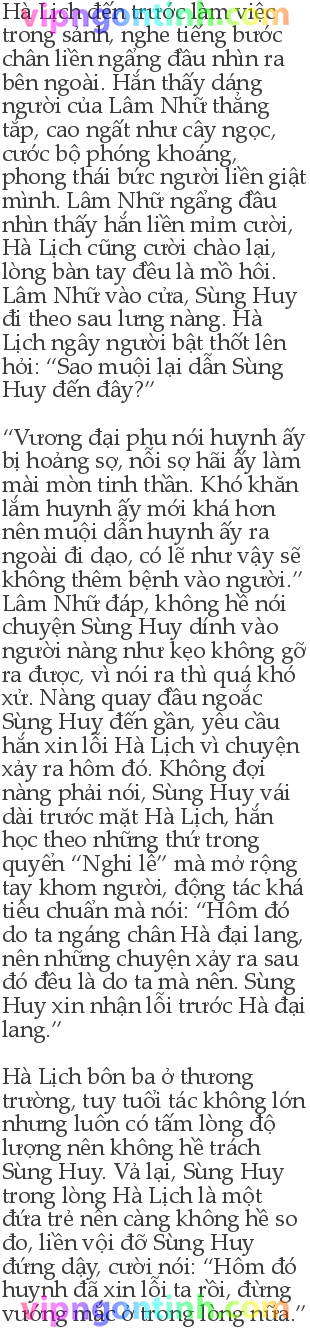 Hà Lịch đến trước làm việc
trong sảnh, nghe tiếng bước
chân liền ngẩng đầu nhìn ra
bên ngoài. Hắn thấy dáng
người của Lâm Nhữ thẳng
tắp, cao ngất như cây ngọc,
cước bộ phóng khoáng,
phong thái bức người liền giật
mình. Lâm Nhữ ngẩng đầu
nhìn thấy hắn liền mỉm cười,
Hà Lịch cũng cười chào lại,
lòng bàn tay đều là mồ hôi.
Lâm Nhữ vào cửa, Sùng Huy
đi theo sau lưng nàng. Hà
Lịch ngây người bật thốt lên
hỏi: “Sao muội lại dẫn Sùng
Huy đến đây?”

“Vương đại phu nói huynh ấy
bị hoảng sợ, nỗi sợ hãi ấy làm
mài mòn tinh thần. Khó khăn
lắm huynh ấy mới khá hơn
nên muội dẫn huynh ấy ra
ngoài đi dạo, có lẽ như vậy sẽ
không thêm bệnh vào người.”
Lâm Nhữ đáp, không hề nói
chuyện Sùng Huy dính vào
người nàng như kẹo không gỡ
ra được, vì nói ra thì quá khó
xử. Nàng quay đầu ngoắc
Sùng Huy đến gần, yêu cầu
hắn xin lỗi Hà Lịch vì chuyện
xảy ra hôm đó. Không đợi
nàng phải nói, Sùng Huy vái
dài trước mặt Hà Lịch, hắn
học theo những thứ trong
quyển “Nghi lễ” mà mở rộng
tay khom người, động tác khá
tiêu chuẩn mà nói: “Hôm đó
do ta ngáng chân Hà đại lang,
nên những chuyện xảy ra sau
đó đều là do ta mà nên. Sùng
Huy xin nhận lỗi trước Hà đại
lang.”

Hà Lịch bôn ba ở thương
trường, tuy tuổi tác không lớn
nhưng luôn có tấm lòng độ
lượng nên không hề trách
Sùng Huy. Vả lại, Sùng Huy
trong lòng Hà Lịch là một
đứa trẻ nên càng không hề so
đo, liền vội đỡ Sùng Huy
đứng dậy, cười nói: “Hôm đó
huynh đã xin lỗi ta rồi, đừng
vướng mắc ở trong lòng nữa.”
vipngontinh.com
vipngontinh.com